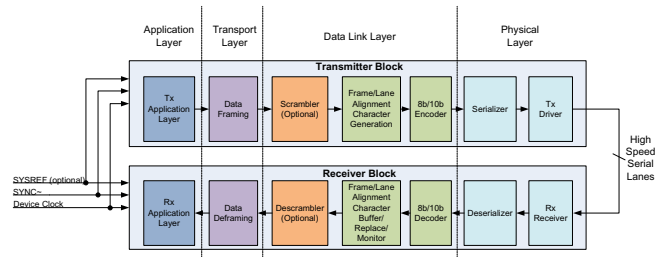 Application Layer
Transport Layer
Data Link Layer
Physical Layer
Transmitter Block
Tx
Application
Layer
Data
Framing
Scrambler
(Optional)
Frame/Lane
Alignment
Character
Generation
8b/10b
Encoder
Serializer
Tx
Driver
High
Speed
Serial
Lanes
SYSREF (optional)
SYNC~
Device Clock
Receiver Block
Rx
Application
Layer
Data
Deframing
Descrambler
(Optional)
Frame/Lane
Alignment
Character
Buffer/
Replace/
Monitor
8b/10b
Decoder
Deserializer
Rx
Receiver